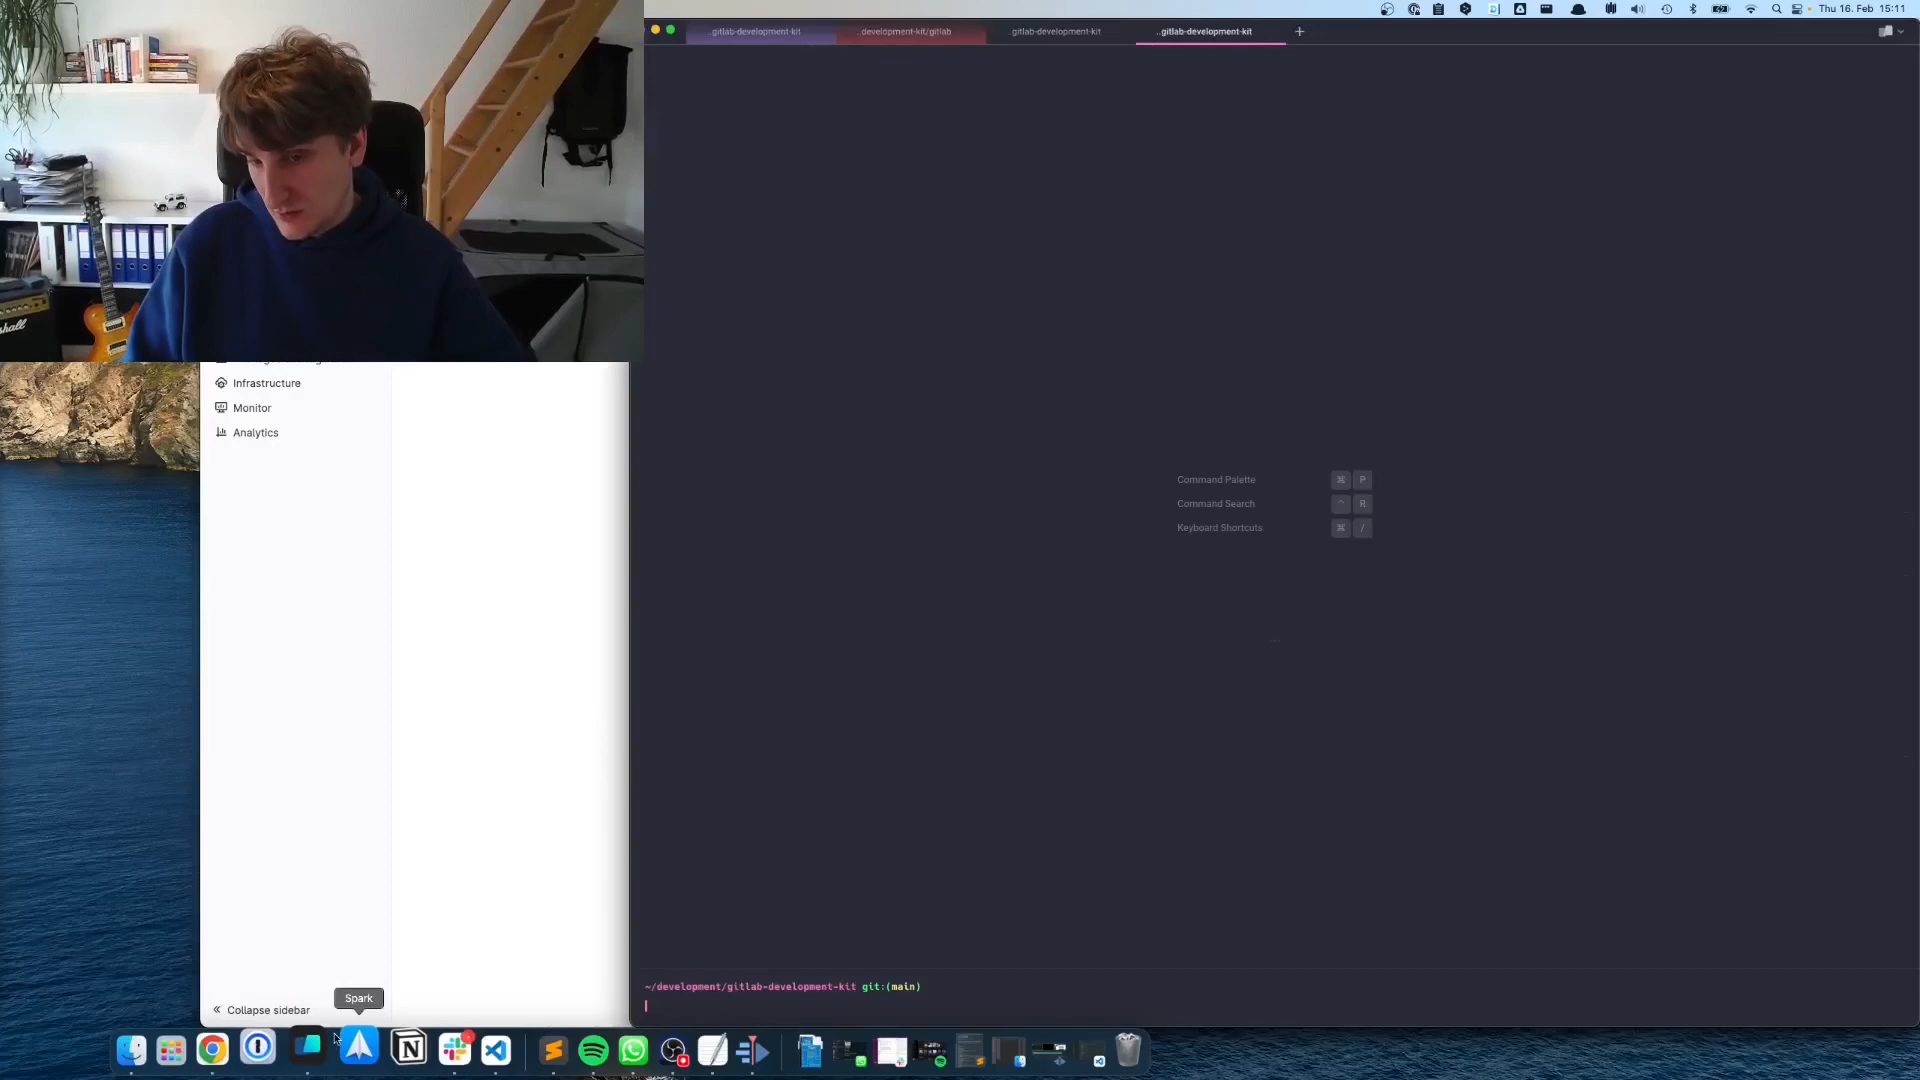 Thu 16. Feb 15:11
..gitlab-development-kit
..development-kit/gitlab
..gitlab-development-kit
..gitlab-development-kit
Infrastructure
Monitor
Analytics
Command Palette ⌘ P
Command Search ^ R
Keyboard Shortcuts ⌘ /
~/development/gitlab-development-kit git:(main)
Spark
Collapse sidebar